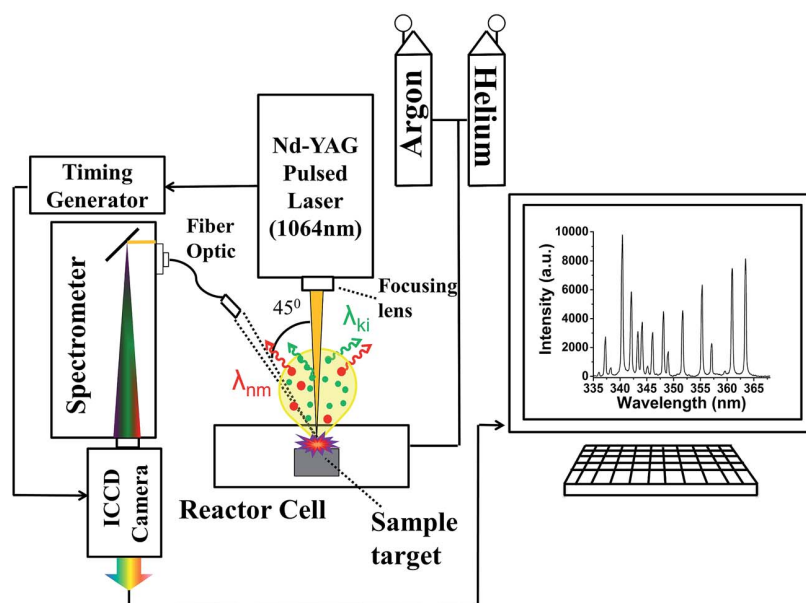 Argon
Helium
Nd-YAG
Pulsed
Laser
(1064nm)
Timing
Generator
Fiber
Optic
Spectrometer
Focusing
lens
45⁰
λki
λnm
ICCD
Camera
Reactor Cell
Sample
target
Intensity (a.u.)
10000
8000
6000
4000
2000
0
335 340 345 350 355 360 365
Wavelength (nm)